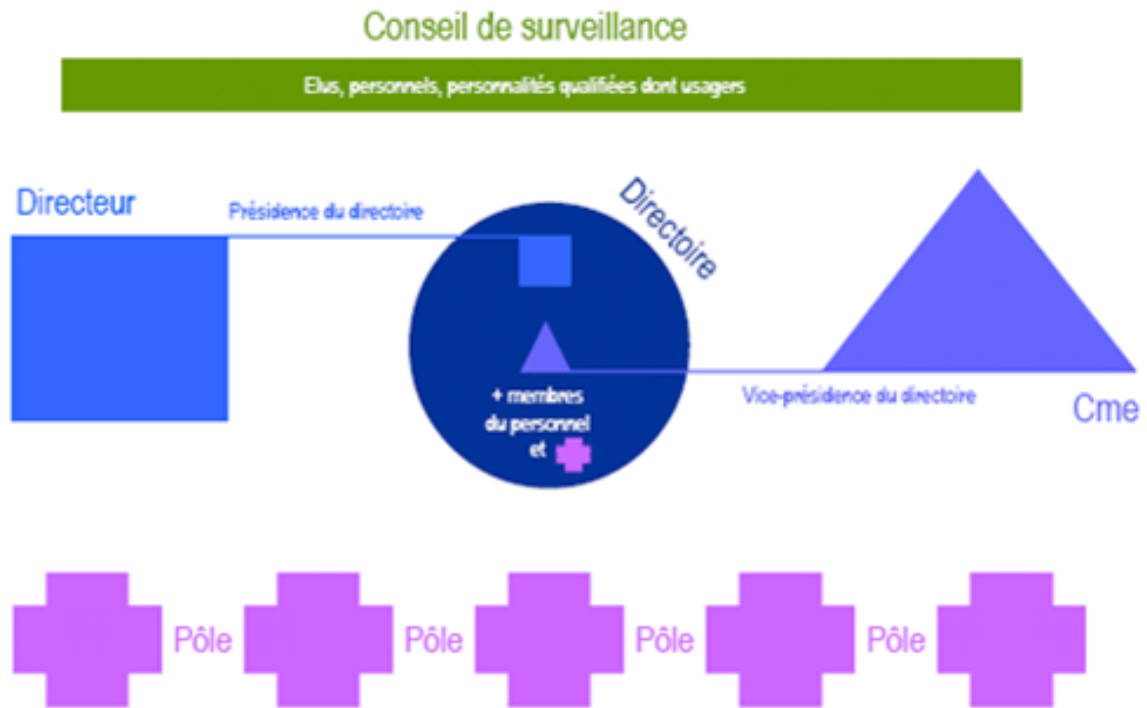 Conseil de surveillance
Elus, personnels, personnalités qualifiées dont usagers
Directeur
Présidence du directoire
Directoire
+ membres
du personnel
et
Vice-présidence du directoire
Cme
Pôle Pôle Pôle Pôle